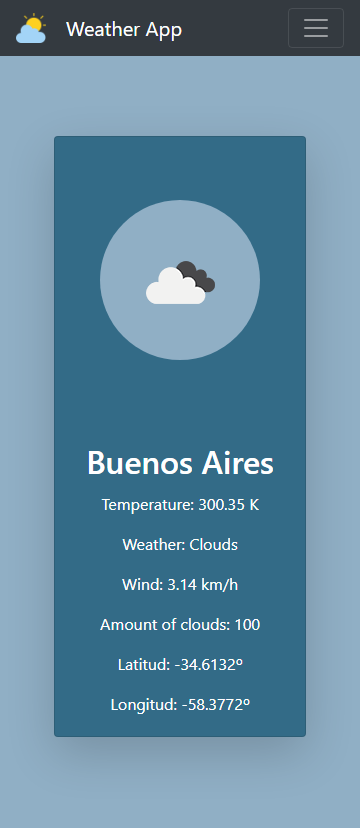 Weather App
Buenos Aires
Temperature: 300.35 K
Weather: Clouds
Wind: 3.14 km/h
Amount of clouds: 100
Latitud: -34.6132º
Longitud: -58.3772º